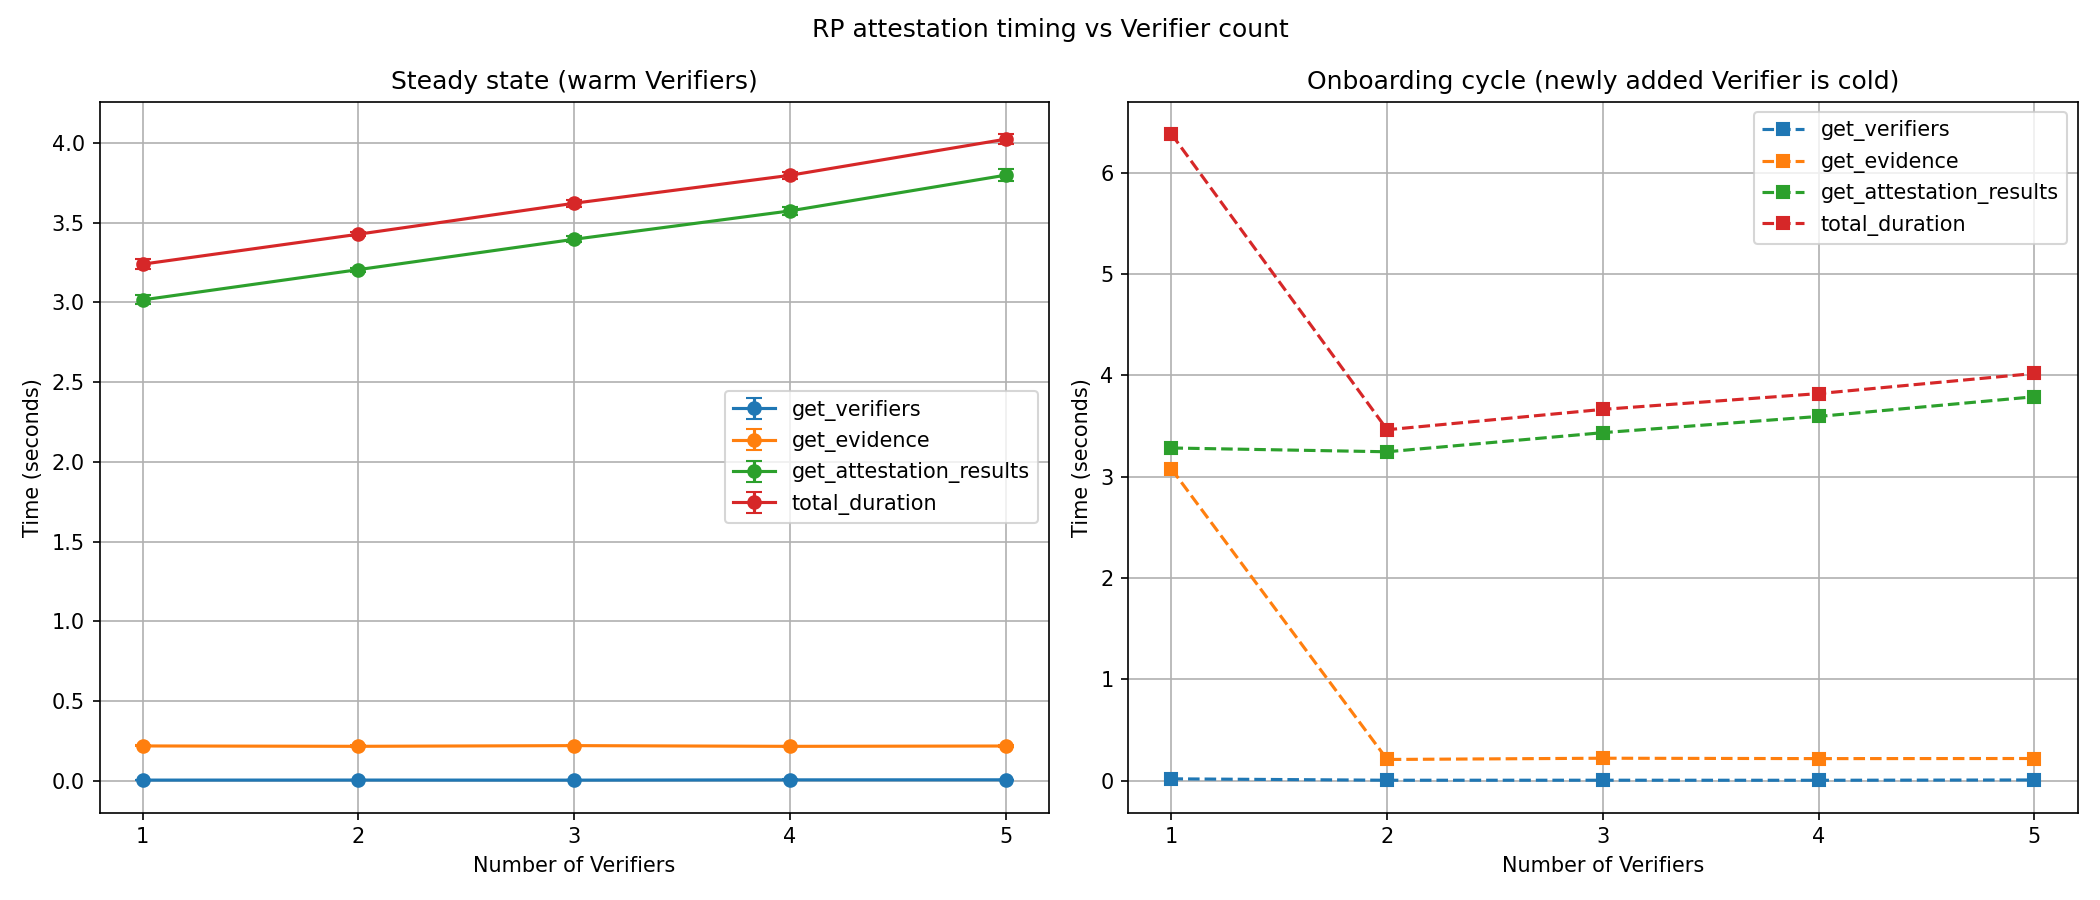 RP attestation timing vs Verifier count
Steady state (warm Verifiers)
Time (seconds)
4.0
3.5
3.0
2.5
2.0
1.5
1.0
0.5
0.0
get_verifiers
get_evidence
get_attestation_results
total_duration
1 2 3 4 5
Number of Verifiers
Onboarding cycle (newly added Verifier is cold)
Time (seconds)
6
5
4
3
2
1
0
get_verifiers
get_evidence
get_attestation_results
total_duration
1 2 3 4 5
Number of Verifiers